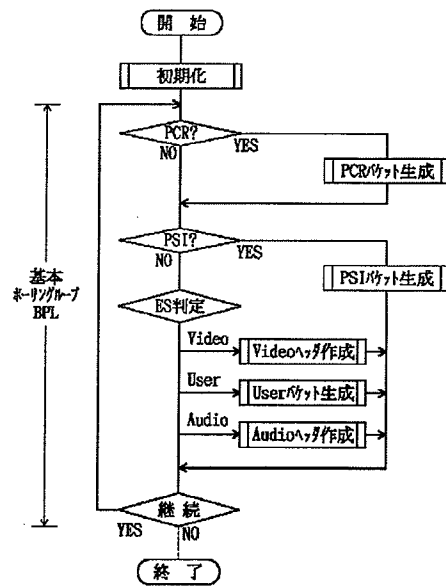 開 始
初期化
PCR?
NO
YES
PCRパケット生成
PSI?
YES
NO
PSIパケット生成
基本
ポーリングループ
BPL
ES判定
Video
Videoヘッダ作成
User
Userパケット生成
Audio
Audioヘッダ作成
継 続
YES
NO
終 了